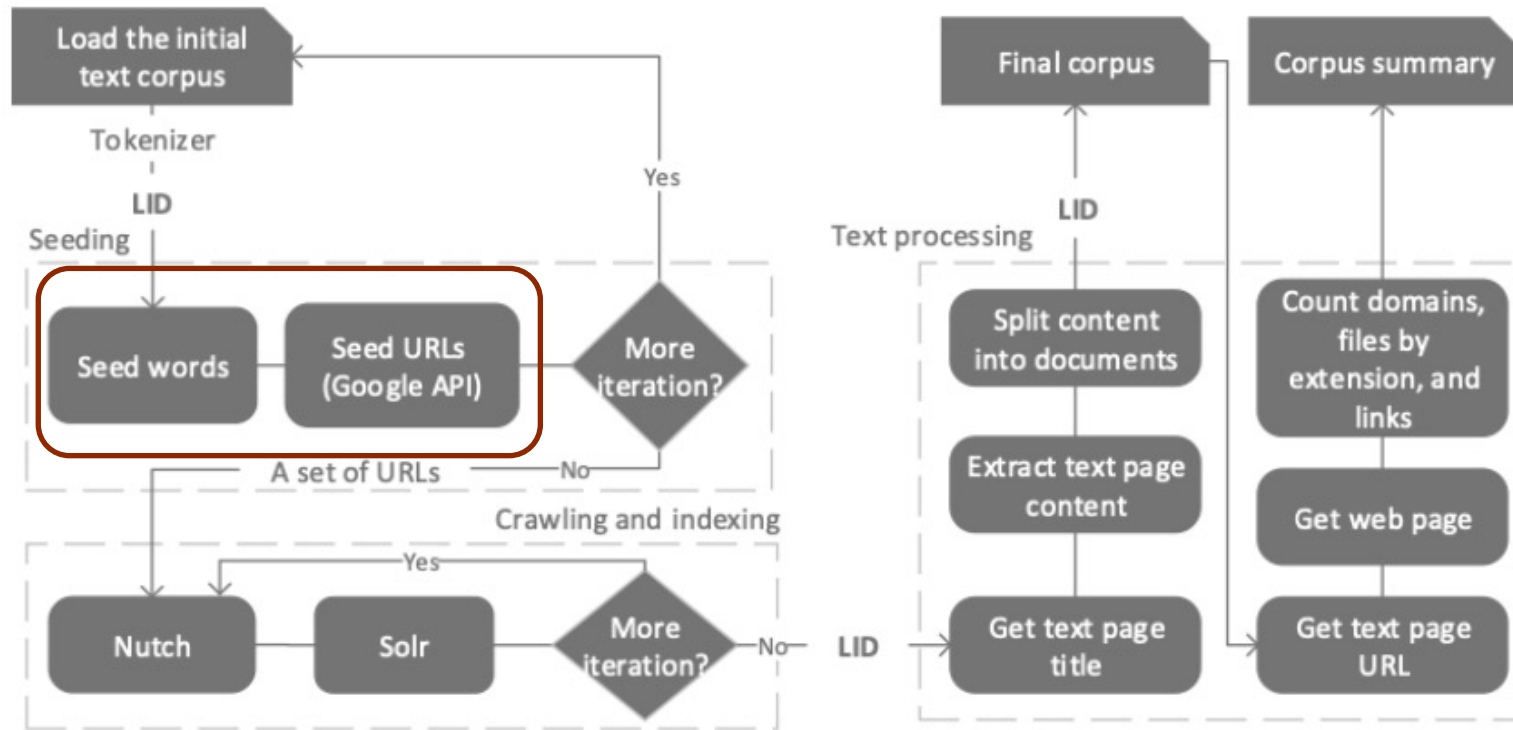 Load the initial
text corpus
Tokenizer
LID
Seeding
Seed words
Seed URLs
(Google API)
More
iteration?
Yes
No
A set of URLs
Crawling and indexing
Nutch
Solr
More
iteration?
Yes
No
LID
Text processing
Final corpus
LID
Split content
into documents
Extract text page
content
Get text page
title
Corpus summary
Count domains,
files by
extension, and
links
Get web page
Get text page
URL